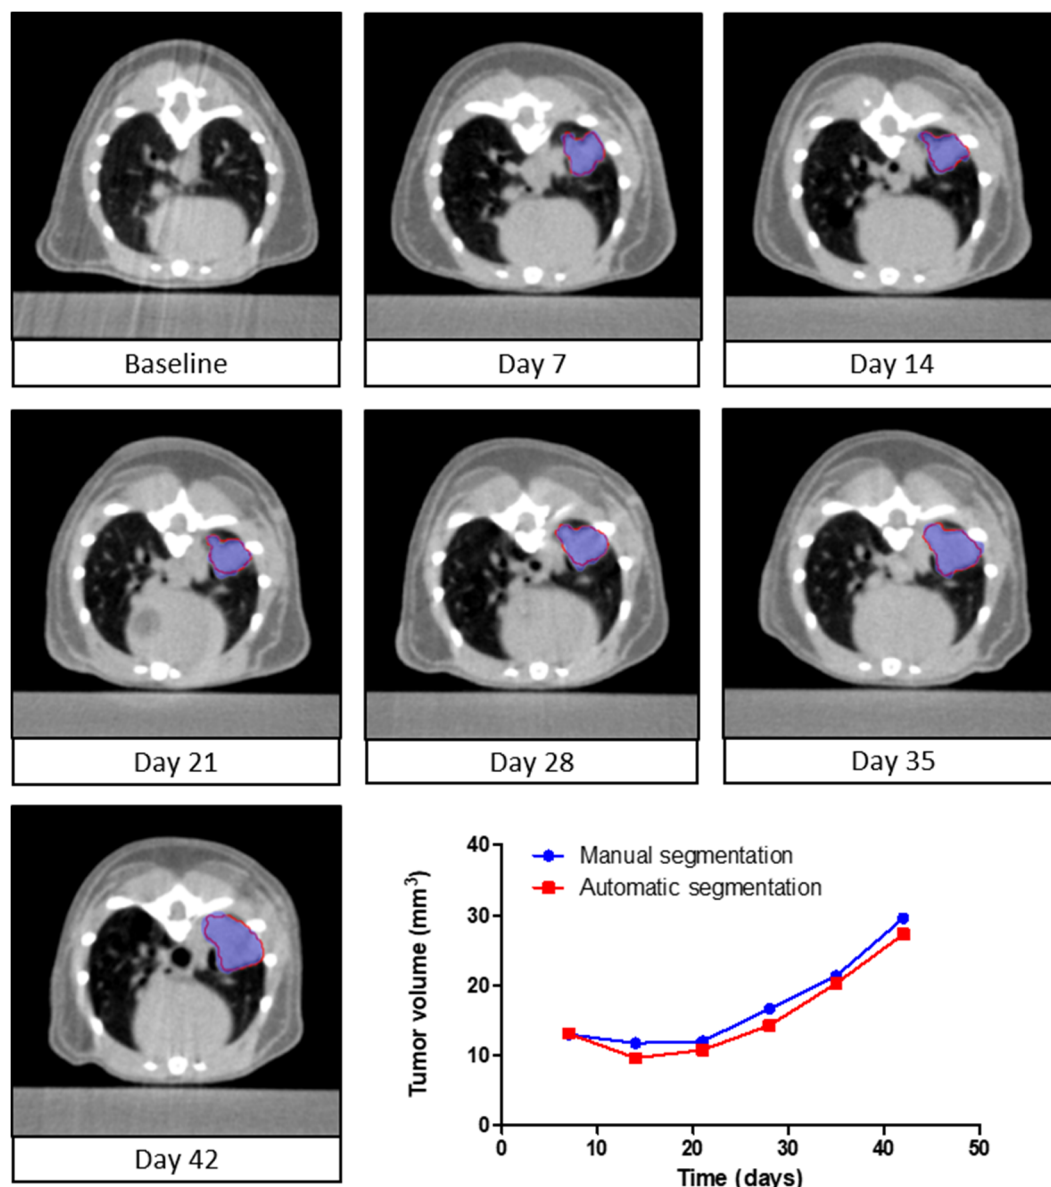 Baseline
Day 7
Day 14
Day 21
Day 28
Day 35
Day 42
Manual segmentation
Automatic segmentation
Tumor volume (mm³)
40
30
20
10
0
0 10 20 30 40 50
Time (days)